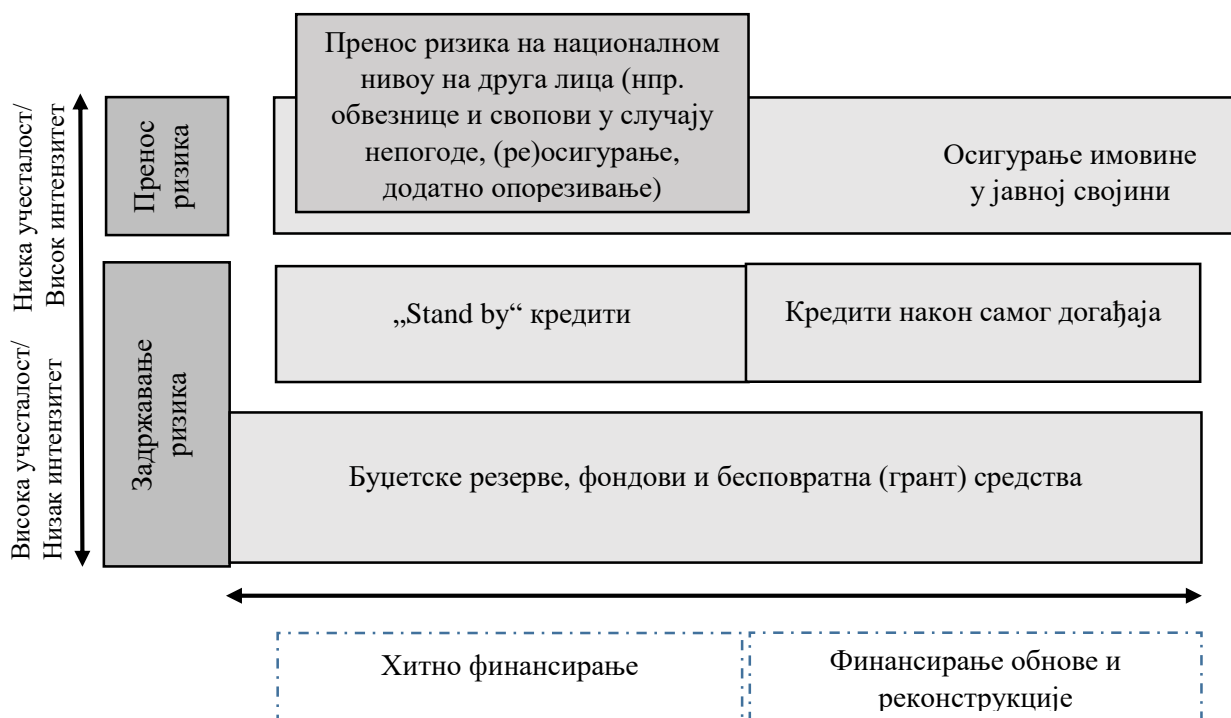 Пренос ризика на националном
нивоу на друга лица (нпр.
обвезнице и свопови у случају
непогоде, (ре)осигурање,
додатно опорезивање)
Осигурање имовине
у јавној својини
Ниска учесталост/
Висок интензитет
Пренос
ризика
„Stand by“ кредити
Кредити након самог догађаја
Висока учесталост/
Низак интензитет
Задржавање
ризика
Буџетске резерве, фондови и бесповратна (грант) средства
Хитно финансирање
Финансирање обнове и
реконструкције